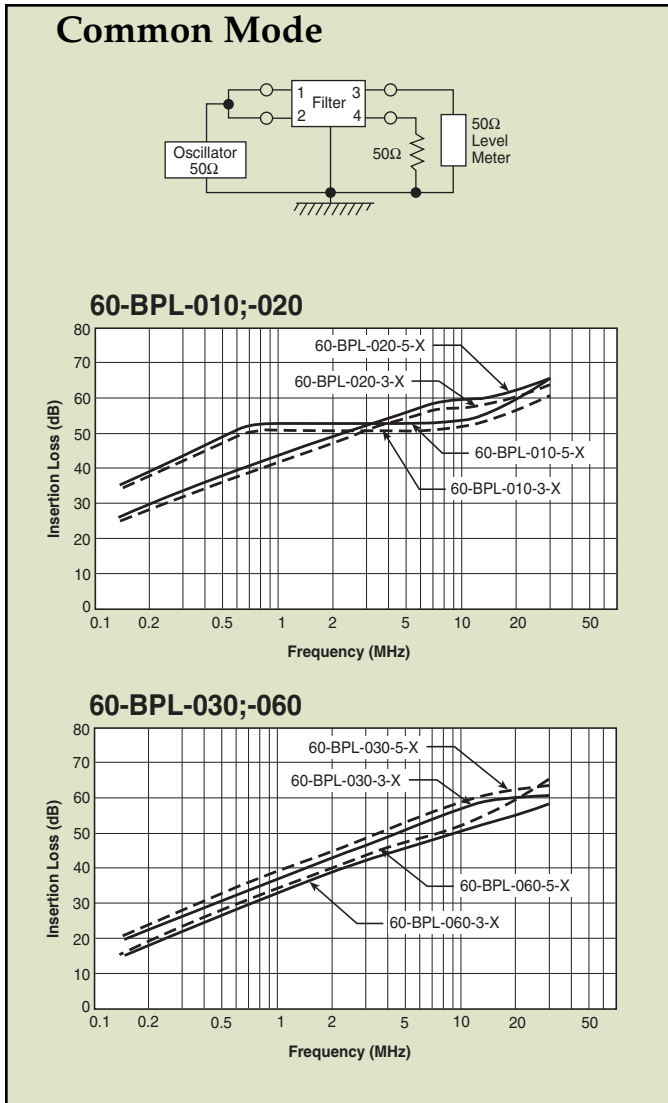 Common Mode
1 3
Filter
2 4
Oscillator
50Ω
50Ω
50Ω
Level
Meter
60-BPL-010;-020
80
70
60
50
40
30
20
10
0
Insertion Loss (dB)
60-BPL-020-5-X
60-BPL-020-3-X
60-BPL-010-5-X
60-BPL-010-3-X
0.1 0.2 0.5 1 2 5 10 20 50
Frequency (MHz)
60-BPL-030;-060
80
70
60
50
40
30
20
10
0
Insertion Loss (dB)
60-BPL-030-5-X
60-BPL-030-3-X
60-BPL-060-5-X
60-BPL-060-3-X
0.1 0.2 0.5 1 2 5 10 20 50
Frequency (MHz)